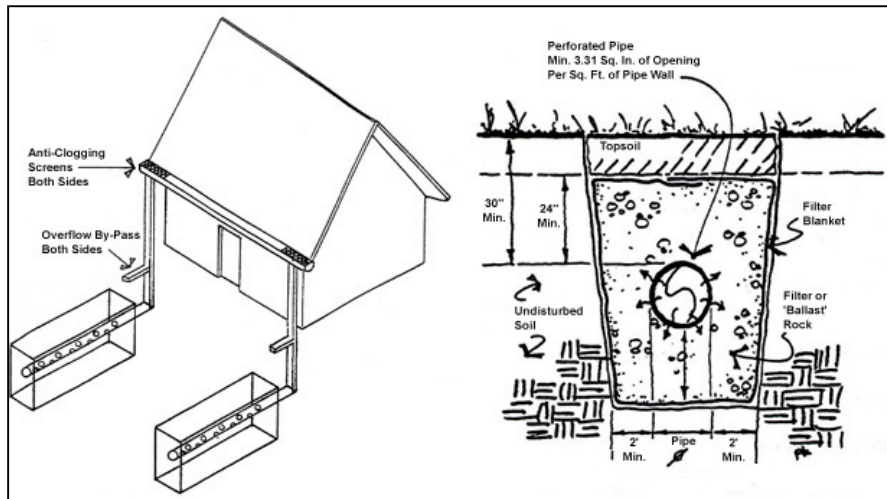 Anti-Clogging
Screens
Both Sides
Overflow By-Pass
Both Sides
Perforated Pipe
Min. 3.31 Sq. In. of Opening
Per Sq. Ft. of Pipe Wall
Topsoil
30"
Min.
24"
Min.
Filter
Blanket
Undisturbed
Soil
Filter or
'Ballast'
Rock
2'
Min.
Pipe
ϕ
2'
Min.